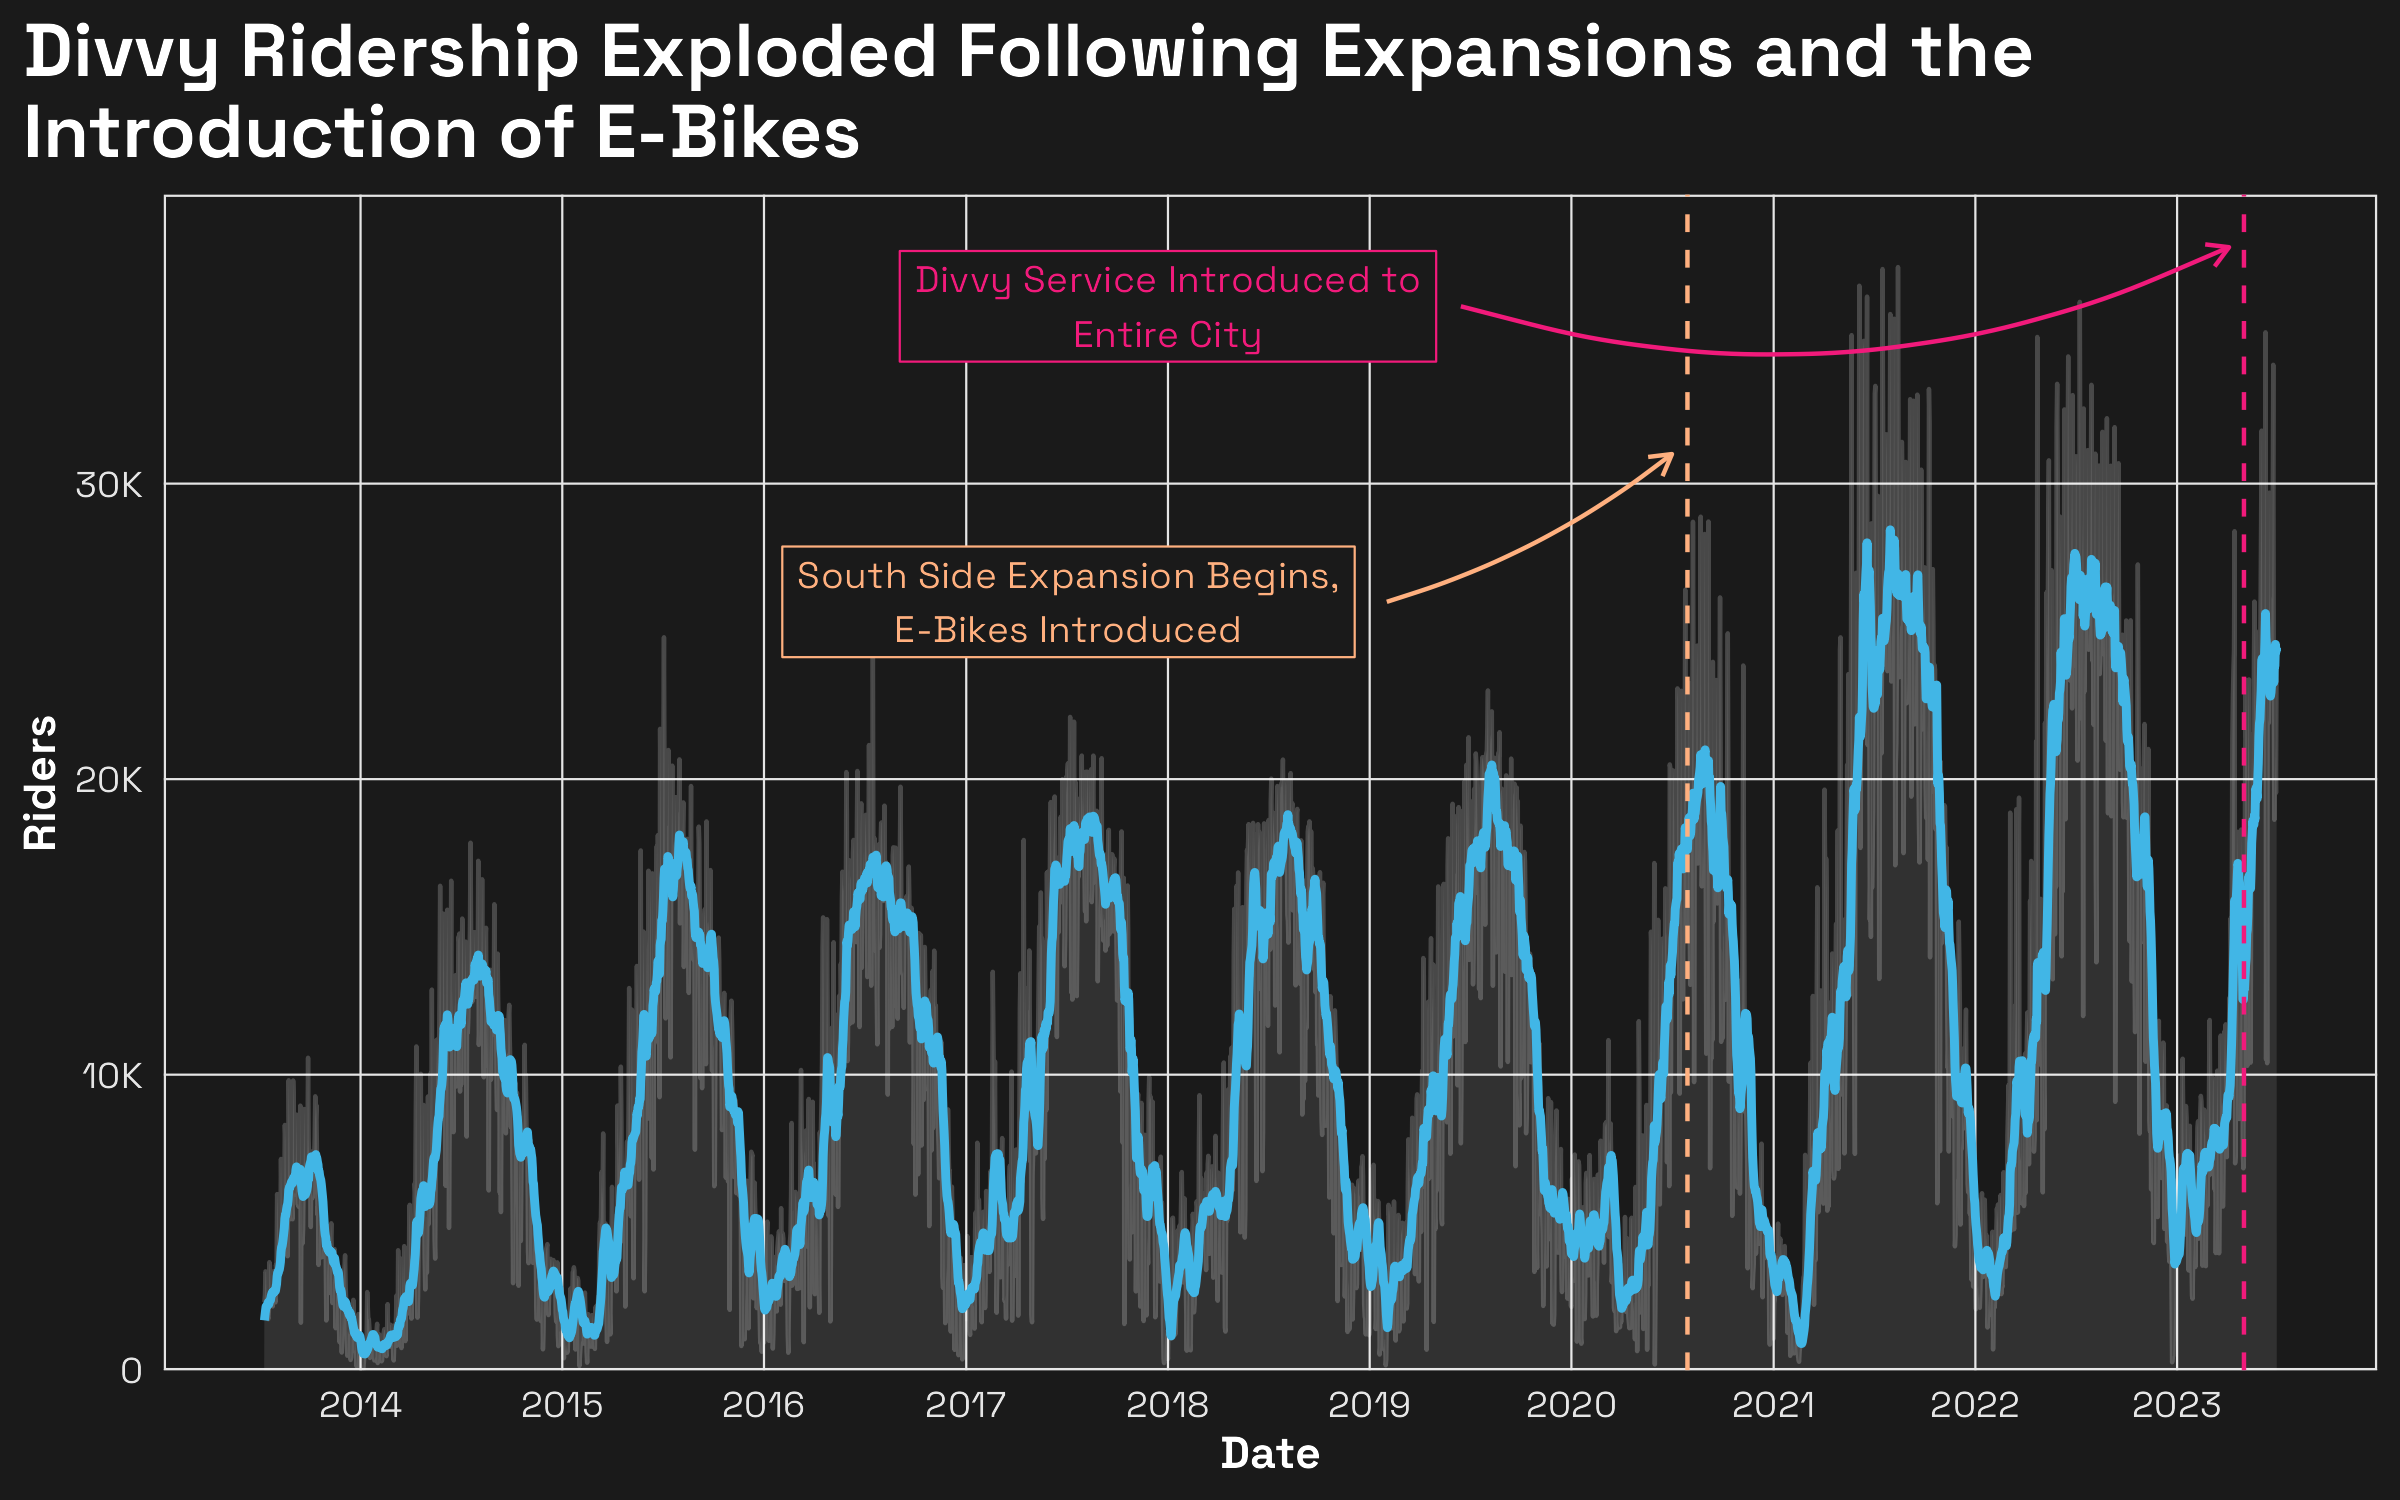 Divvy Ridership Exploded Following Expansions and the
Introduction of E-Bikes
Divvy Service Introduced to
Entire City
South Side Expansion Begins,
E-Bikes Introduced
Riders
30K
20K
10K
0
2014 2015 2016 2017 2018 2019 2020 2021 2022 2023
Date